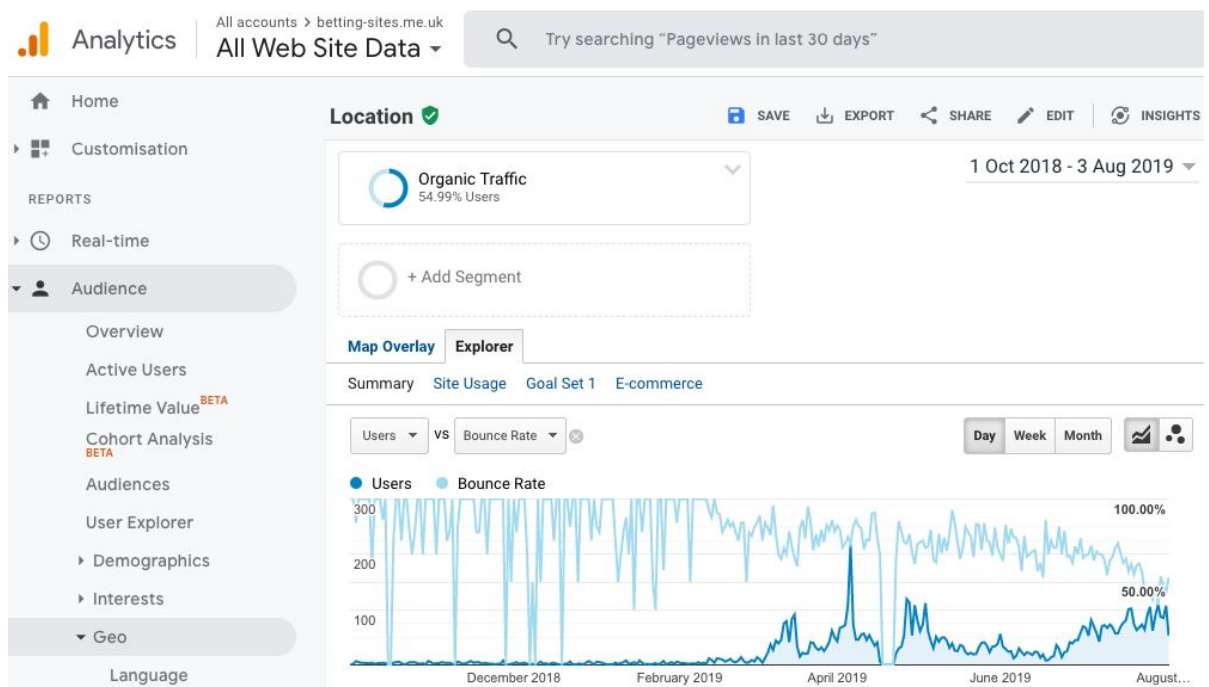 Analytics
All accounts > betting-sites.me.uk
All Web Site Data
Try searching “Pageviews in last 30 days”
Home
Customisation
REPORTS
Real-time
Audience
Overview
Active Users
Lifetime Value BETA
Cohort Analysis
BETA
Audiences
User Explorer
Demographics
Interests
Geo
Language
Location
SAVE
EXPORT
SHARE
EDIT
INSIGHTS
Organic Traffic
54.99% Users
1 Oct 2018 - 3 Aug 2019
+ Add Segment
Map Overlay
Explorer
Summary
Site Usage
Goal Set 1
E-commerce
Users
VS
Bounce Rate
Day
Week
Month
Users
Bounce Rate
300
200
100
100.00%
50.00%
December 2018
February 2019
April 2019
June 2019
August...